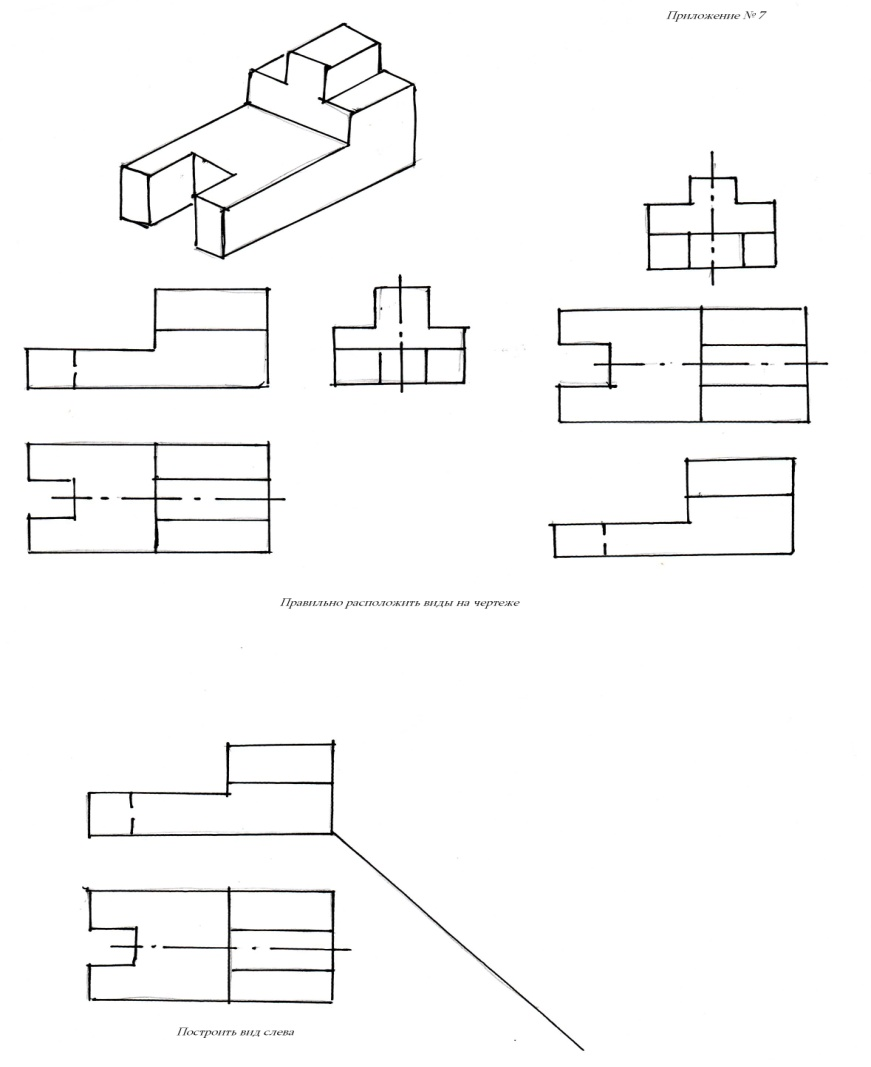 Приложение № 7
Правильно расположить виды на чертеже
Построить вид слева